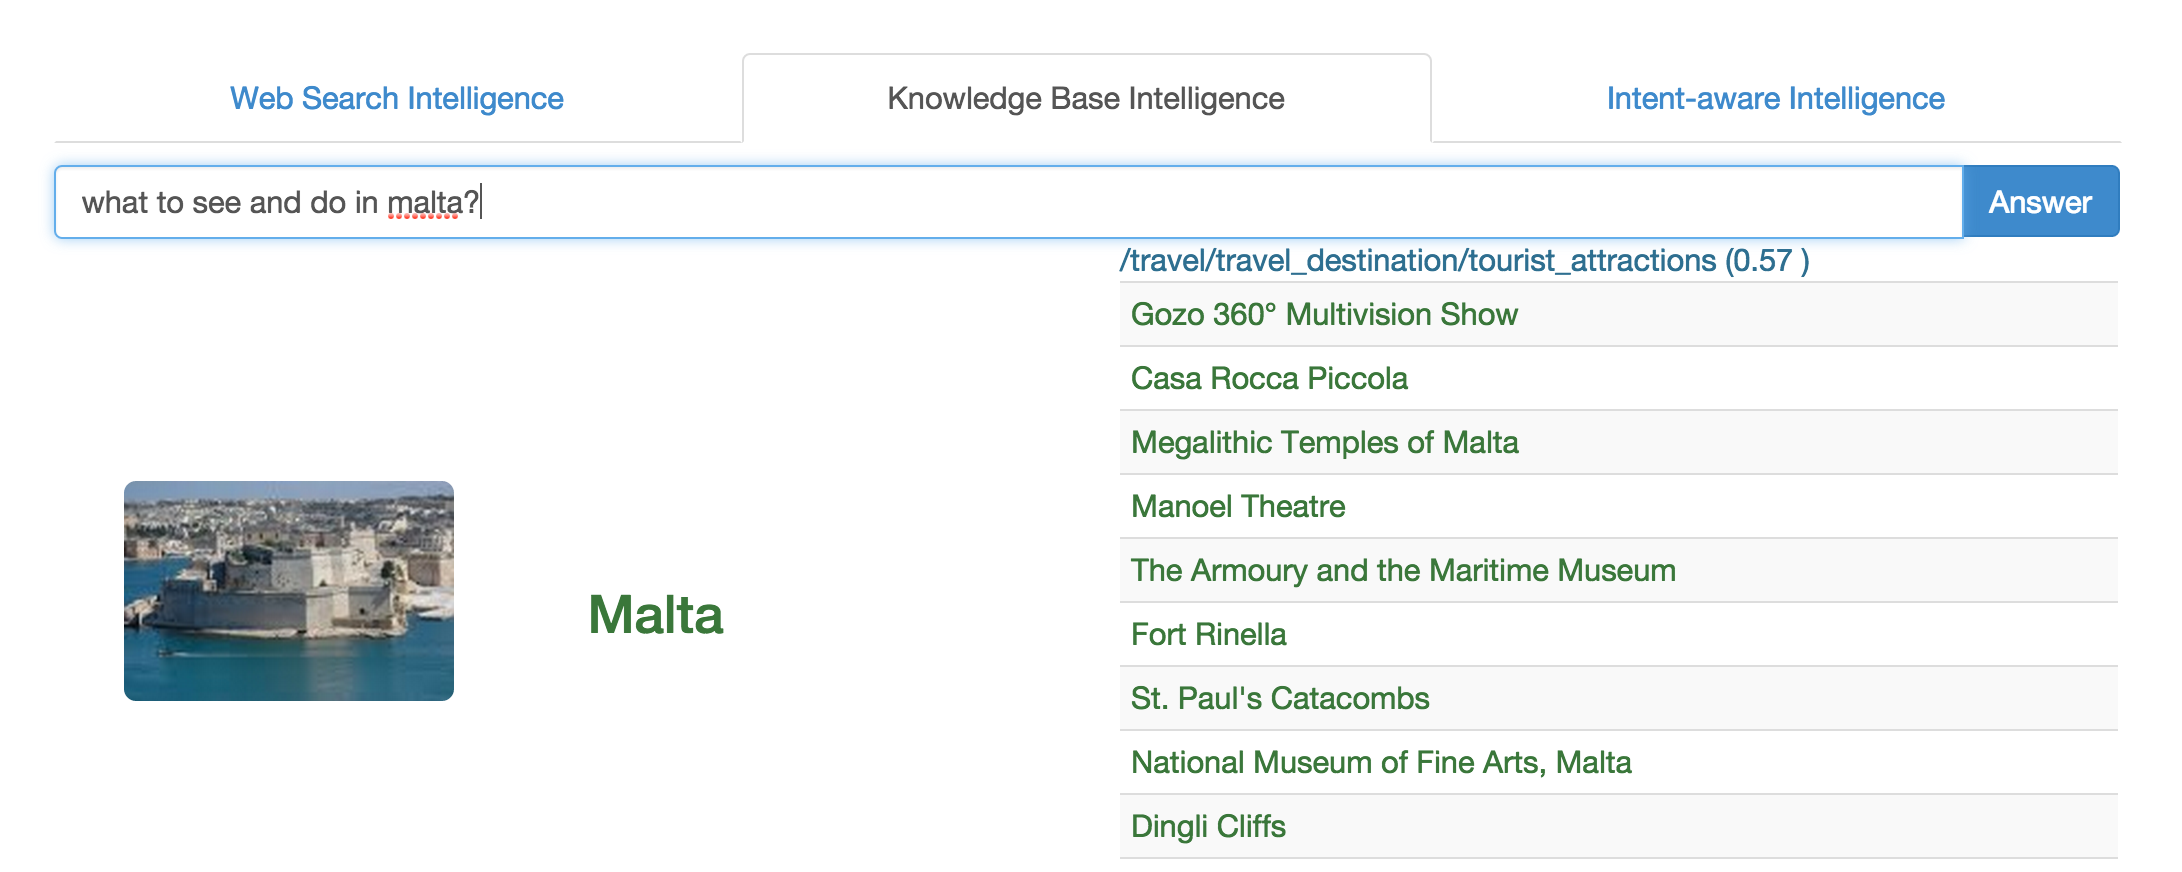 Web Search Intelligence
Knowledge Base Intelligence
Intent-aware Intelligence
what to see and do in malta?
Answer
/travel/travel_destination/tourist_attractions (0.57 )
Gozo 360° Multivision Show
Casa Rocca Piccola
Megalithic Temples of Malta
Manoel Theatre
The Armoury and the Maritime Museum
Fort Rinella
St. Paul's Catacombs
National Museum of Fine Arts, Malta
Dingli Cliffs
Malta